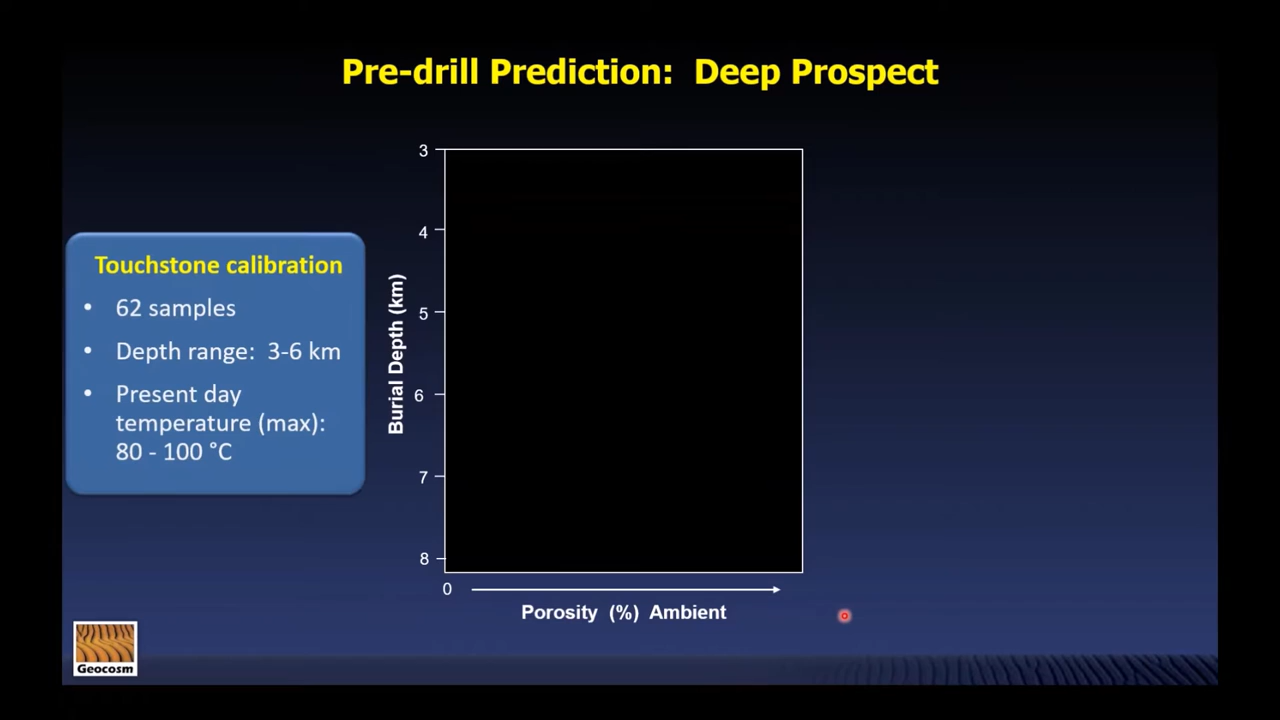 Pre-drill Prediction: Deep Prospect
Touchstone calibration
• 62 samples
• Depth range: 3-6 km
• Present day
temperature (max):
80 - 100 °C
Burial Depth (km)
3
4
5
6
7
8
0
Porosity (%) Ambient
Geocosm